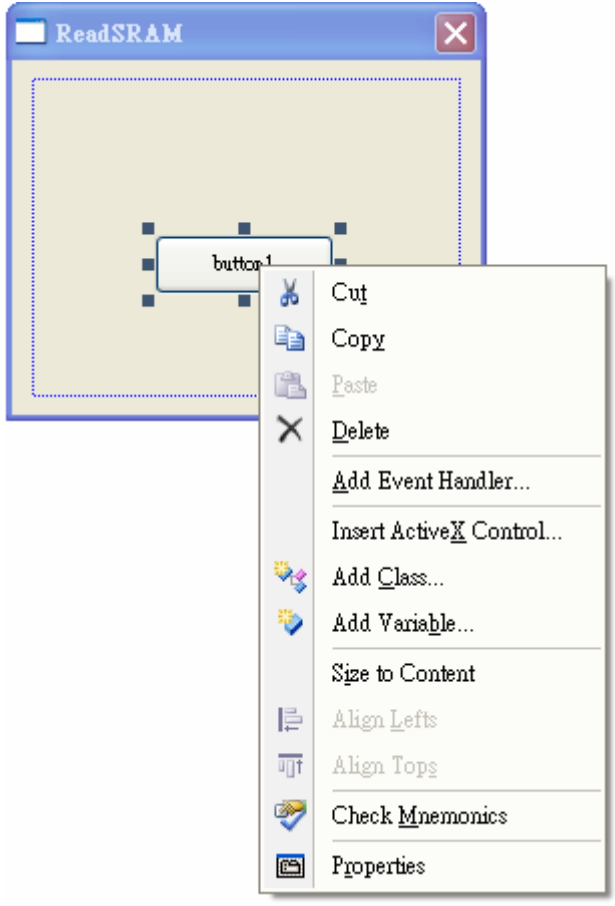 ReadSRAM
button1
Cut
Copy
Paste
Delete
Add Event Handler...
Insert ActiveX Control...
Add Class...
Add Variable...
Size to Content
Align Lefts
Align Tops
Check Mnemonics
Properties